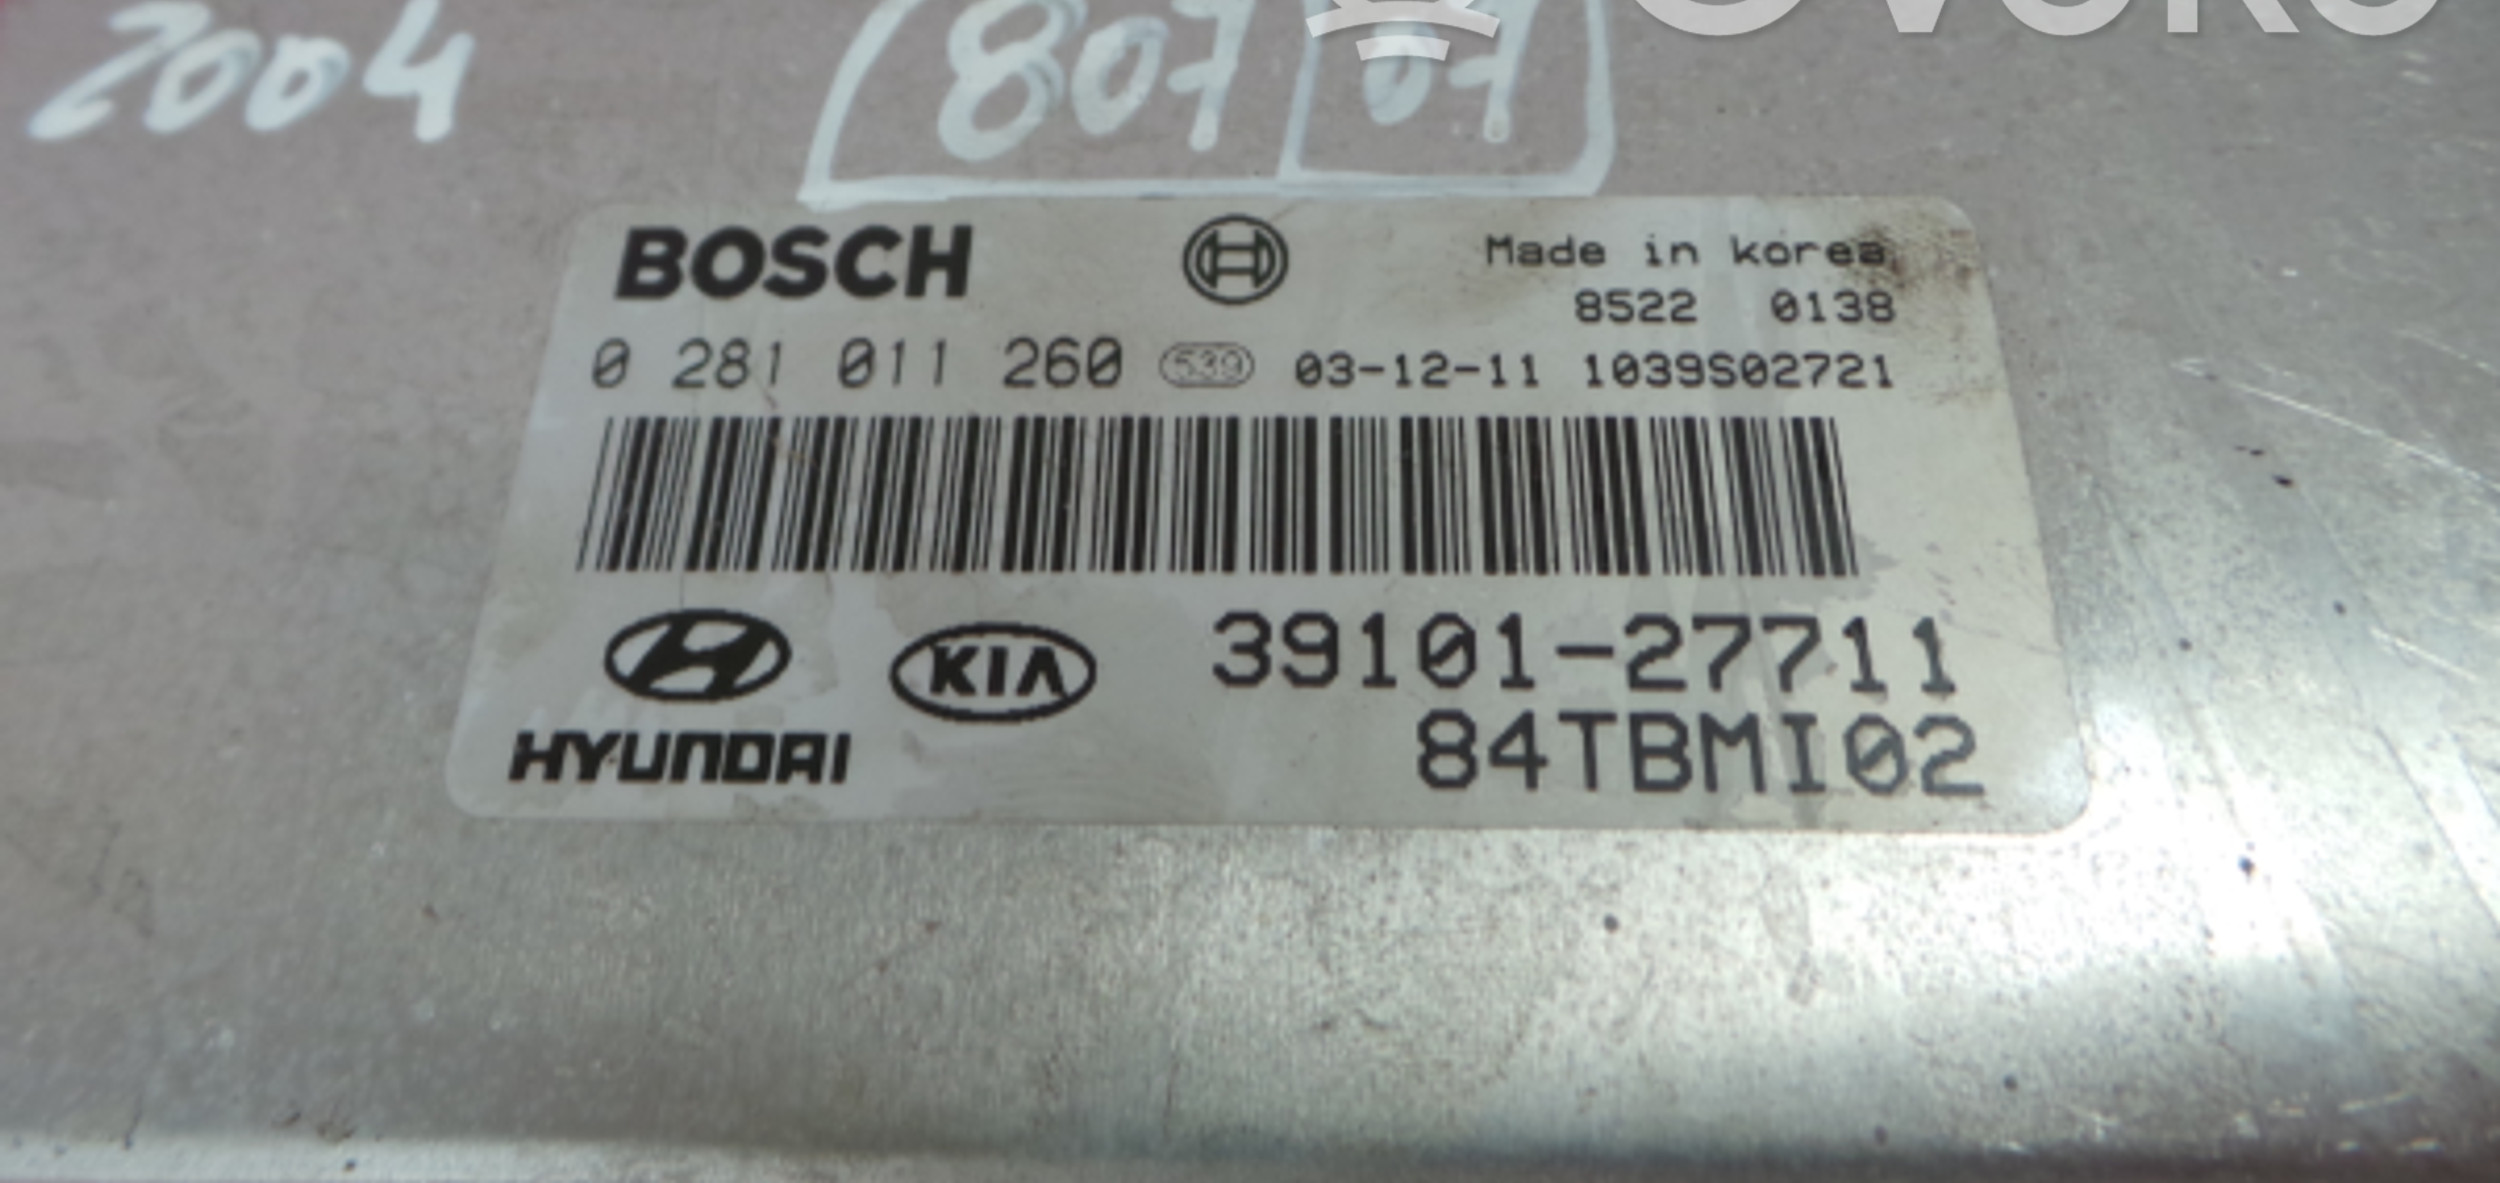 2004
807 07
BOSCH
Made in korea
8522 0138
0 281 011 260 539 03-12-11 1039S02721
KIA
39101-27711
HYUNDAI
84TBMI02